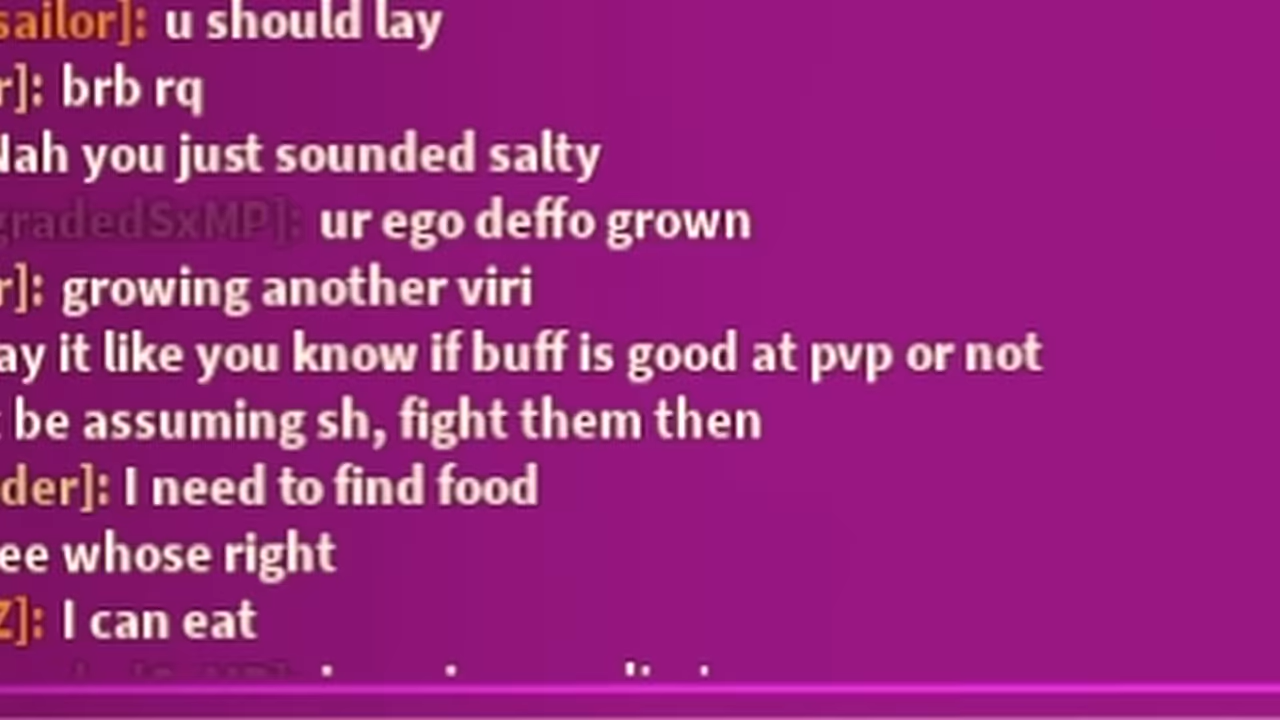 sailor]: u should lay
r]: brb rq
Nah you just sounded salty
gradedSxMP]: ur ego deffo grown
r]: growing another viri
ay it like you know if buff is good at pvp or not
be assuming sh, fight them then
der]: I need to find food
ee whose right
Z]: I can eat